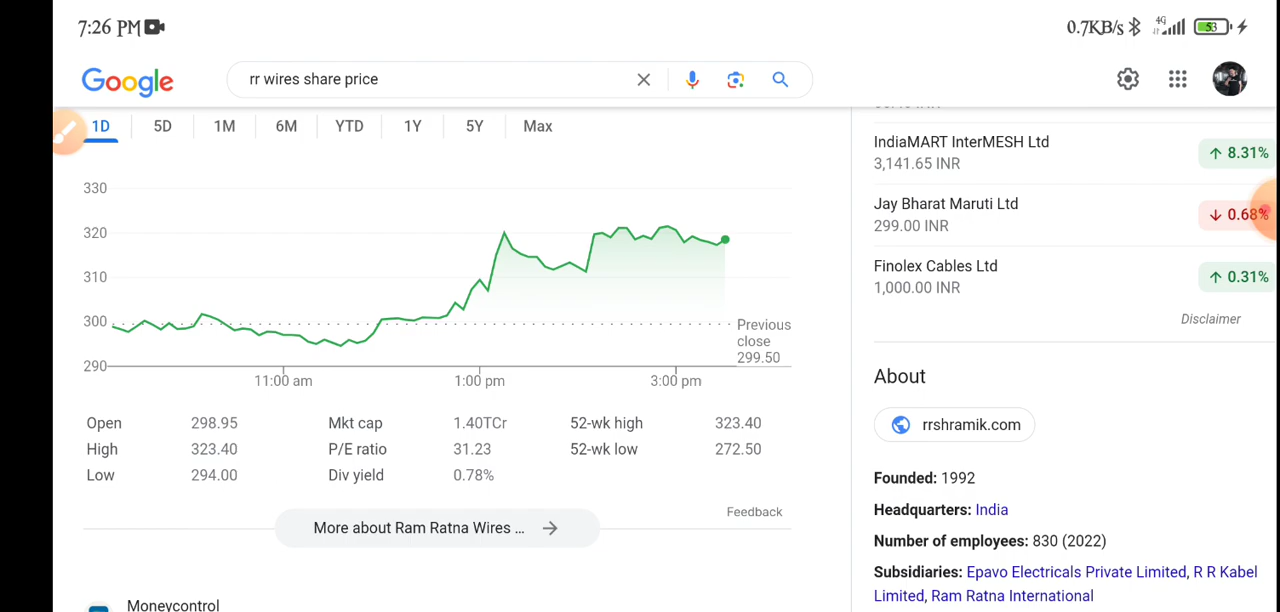 7:26 PM
0.7KB/s 4G 53
Google
rr wires share price
1D 5D 1M 6M YTD 1Y 5Y Max
330
320
310
300
290
11:00 am 1:00 pm 3:00 pm
Previous
close
299.50
Open 298.95 Mkt cap 1.40TCr 52-wk high 323.40
High 323.40 P/E ratio 31.23 52-wk low 272.50
Low 294.00 Div yield 0.78%
Feedback
More about Ram Ratna Wires ...
Moneycontrol
IndiaMART InterMESH Ltd
3,141.65 INR
8.31%
Jay Bharat Maruti Ltd
299.00 INR
0.68%
Finolex Cables Ltd
1,000.00 INR
0.31%
Disclaimer
About
rrshramik.com
Founded: 1992
Headquarters: India
Number of employees: 830 (2022)
Subsidiaries: Epavo Electricals Private Limited, R R Kabel
Limited, Ram Ratna International